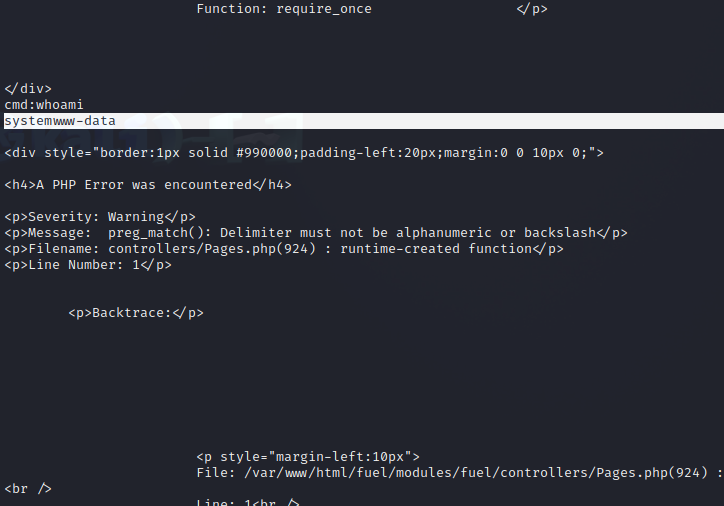 Function: require_once </p>
</div>
cmd:whoami
systemwww-data
<div style="border:1px solid #990000;padding-left:20px;margin:0 0 10px 0;">
<h4>A PHP Error was encountered</h4>
<p>Severity: Warning</p>
<p>Message:  preg_match(): Delimiter must not be alphanumeric or backslash</p>
<p>Filename: controllers/Pages.php(924) : runtime-created function</p>
<p>Line Number: 1</p>
<p>Backtrace:</p>
<p style="margin-left:10px">
File: /var/www/html/fuel/modules/fuel/controllers/Pages.php(924) :
<br />
Line: 1<br />